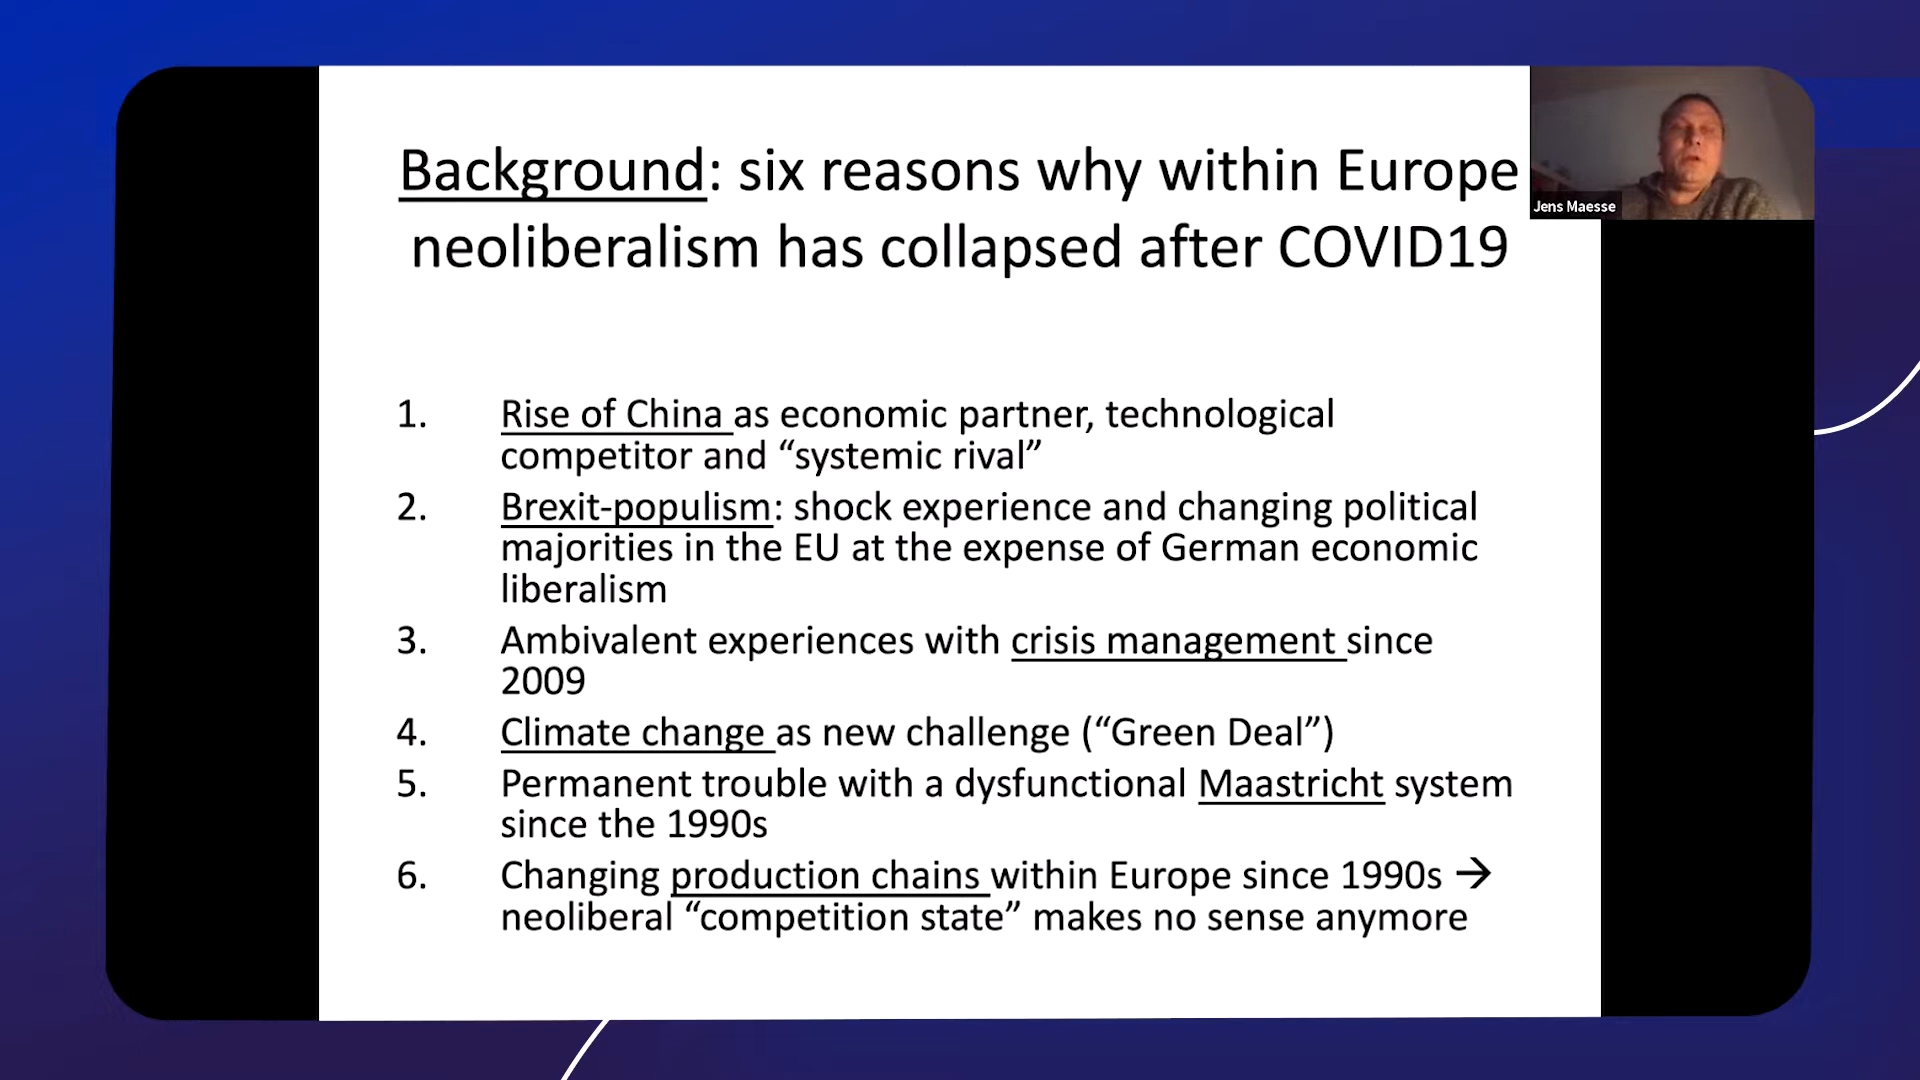 Background: six reasons why within Europe
neoliberalism has collapsed after COVID19
Jens Maesse
1. Rise of China as economic partner, technological
competitor and “systemic rival”
2. Brexit-populism: shock experience and changing political
majorities in the EU at the expense of German economic
liberalism
3. Ambivalent experiences with crisis management since
2009
4. Climate change as new challenge (“Green Deal”)
5. Permanent trouble with a dysfunctional Maastricht system
since the 1990s
6. Changing production chains within Europe since 1990s →
neoliberal “competition state” makes no sense anymore